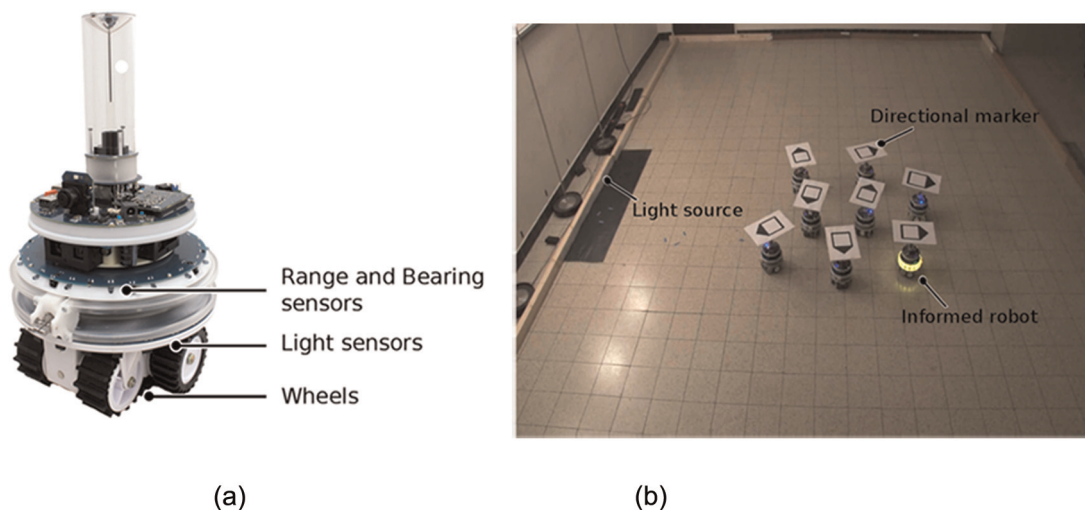 Range and Bearing
sensors
Light sensors
Wheels
Directional marker
Light source
Informed robot
(a)
(b)